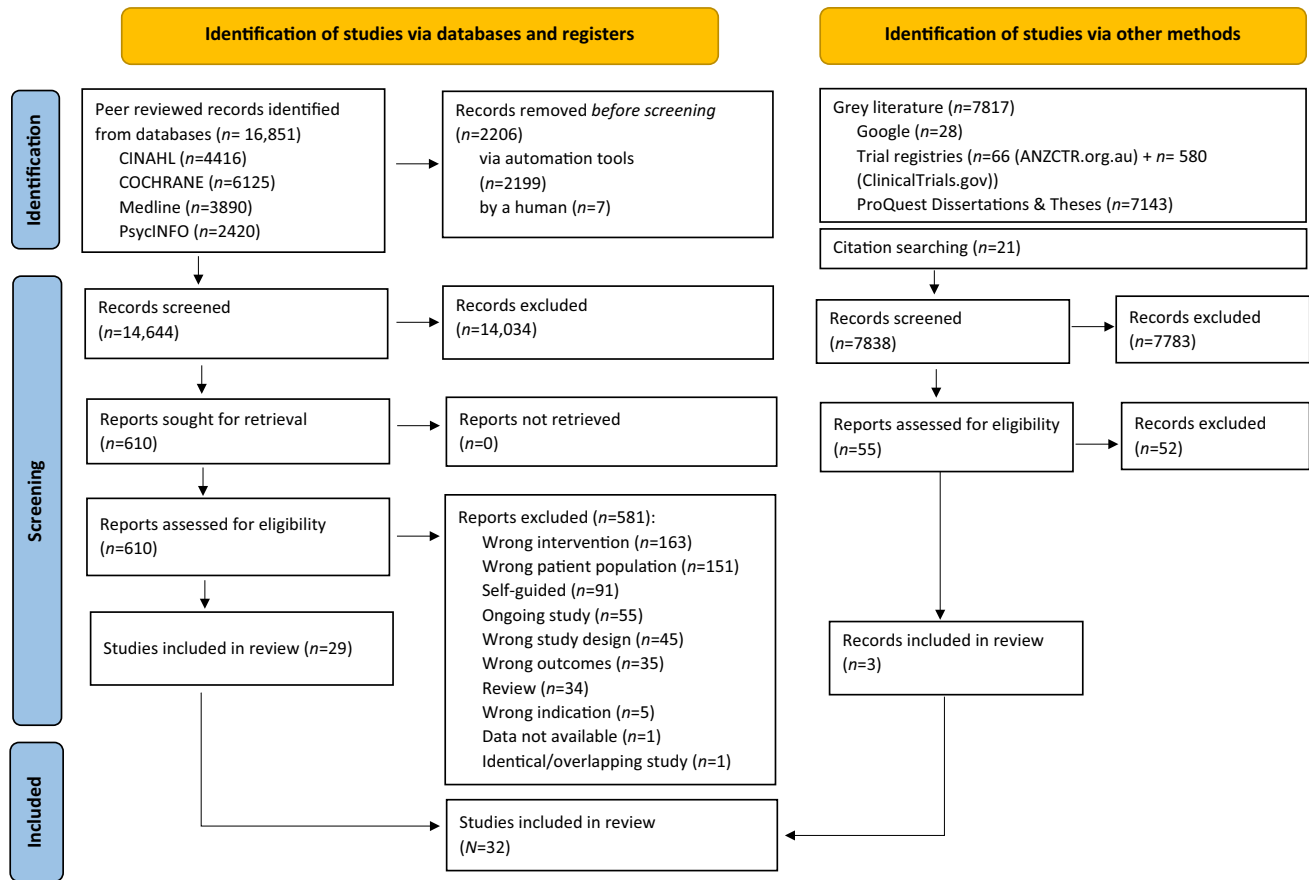 Identification of studies via databases and registers
Identification of studies via other methods
Identification
Peer reviewed records identified
from databases (n= 16,851)
CINAHL (n=4416)
COCHRANE (n=6125)
Medline (n=3890)
PsycINFO (n=2420)
Records removed before screening
(n=2206)
via automation tools
(n=2199)
by a human (n=7)
Grey literature (n=7817)
Google (n=28)
Trial registries (n=66 (ANZCTR.org.au) + n= 580
(ClinicalTrials.gov))
ProQuest Dissertations & Theses (n=7143)
Citation searching (n=21)
Screening
Records screened
(n=14,644)
Records excluded
(n=14,034)
Records screened
(n=7838)
Records excluded
(n=7783)
Reports sought for retrieval
(n=610)
Reports not retrieved
(n=0)
Reports assessed for eligibility
(n=55)
Records excluded
(n=52)
Reports assessed for eligibility
(n=610)
Reports excluded (n=581):
Wrong intervention (n=163)
Wrong patient population (n=151)
Self-guided (n=91)
Ongoing study (n=55)
Wrong study design (n=45)
Wrong outcomes (n=35)
Review (n=34)
Wrong indication (n=5)
Data not available (n=1)
Identical/overlapping study (n=1)
Studies included in review (n=29)
Records included in review
(n=3)
Included
Studies included in review
(N=32)